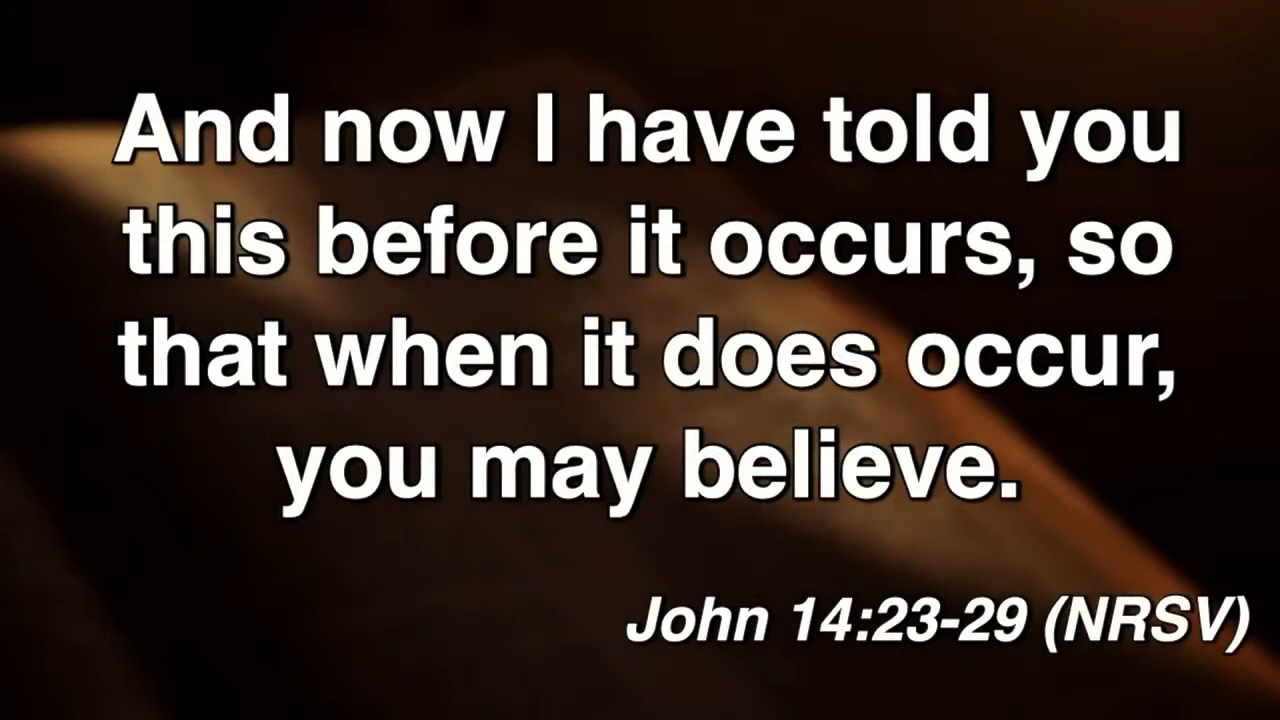 And now I have told you
this before it occurs, so
that when it does occur,
you may believe.
John 14:23-29 (NRSV)